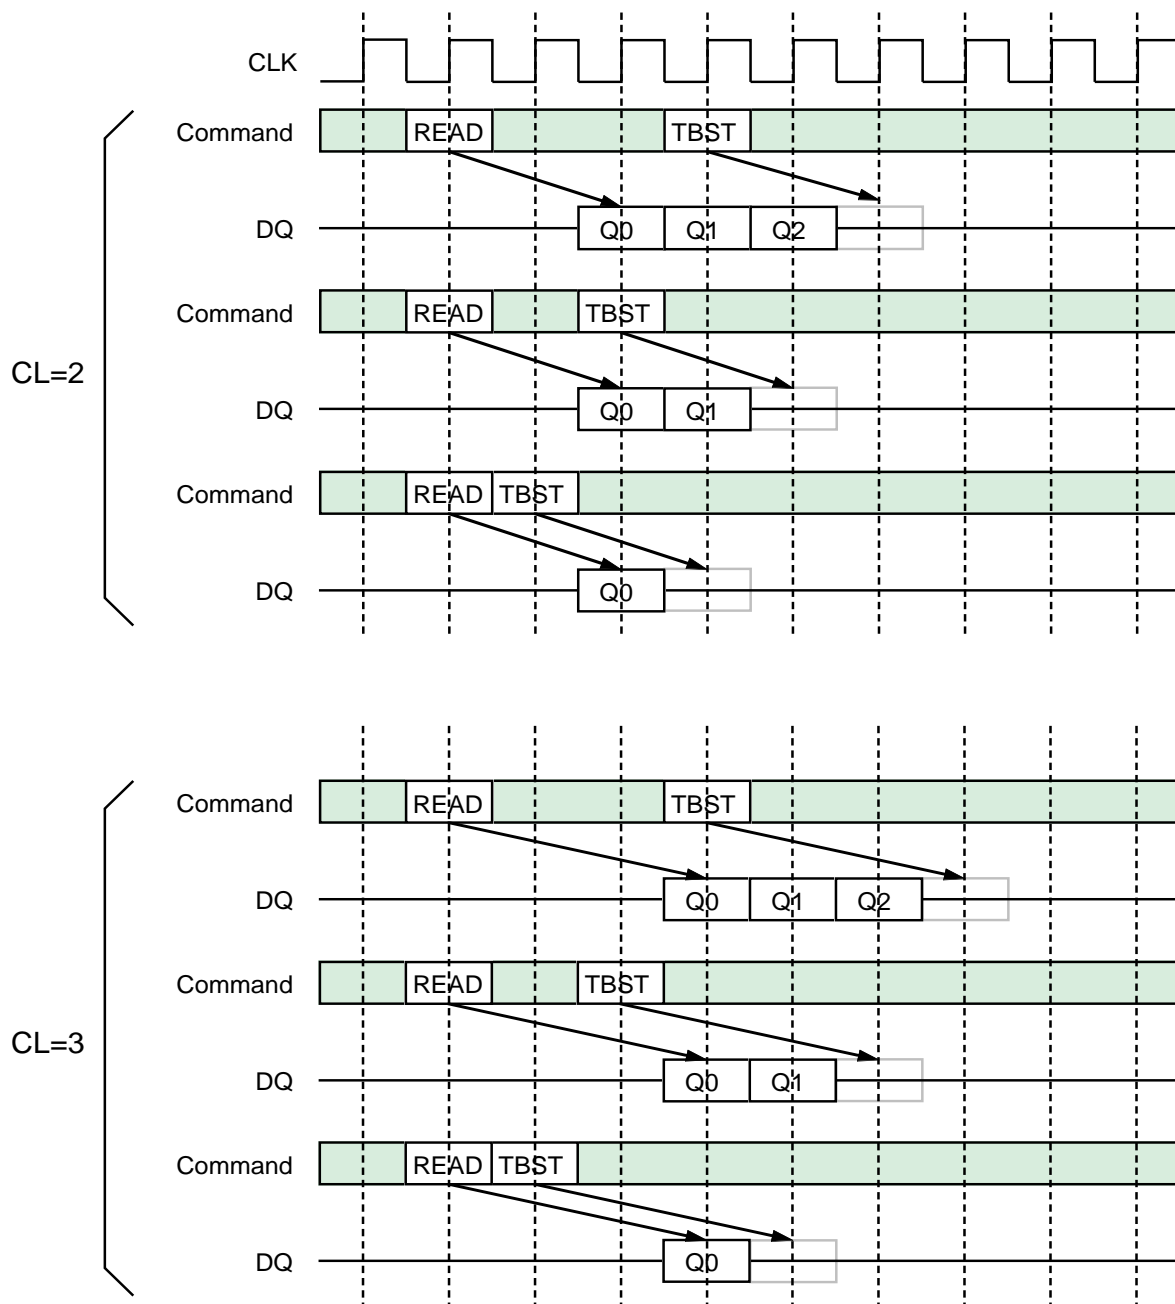 CLK
Command READ TBST
DQ Q0 Q1 Q2
Command READ TBST
CL=2
DQ Q0 Q1
Command READ TBST
DQ Q0
Command READ TBST
DQ Q0 Q1 Q2
Command READ TBST
CL=3
DQ Q0 Q1
Command READ TBST
DQ Q0